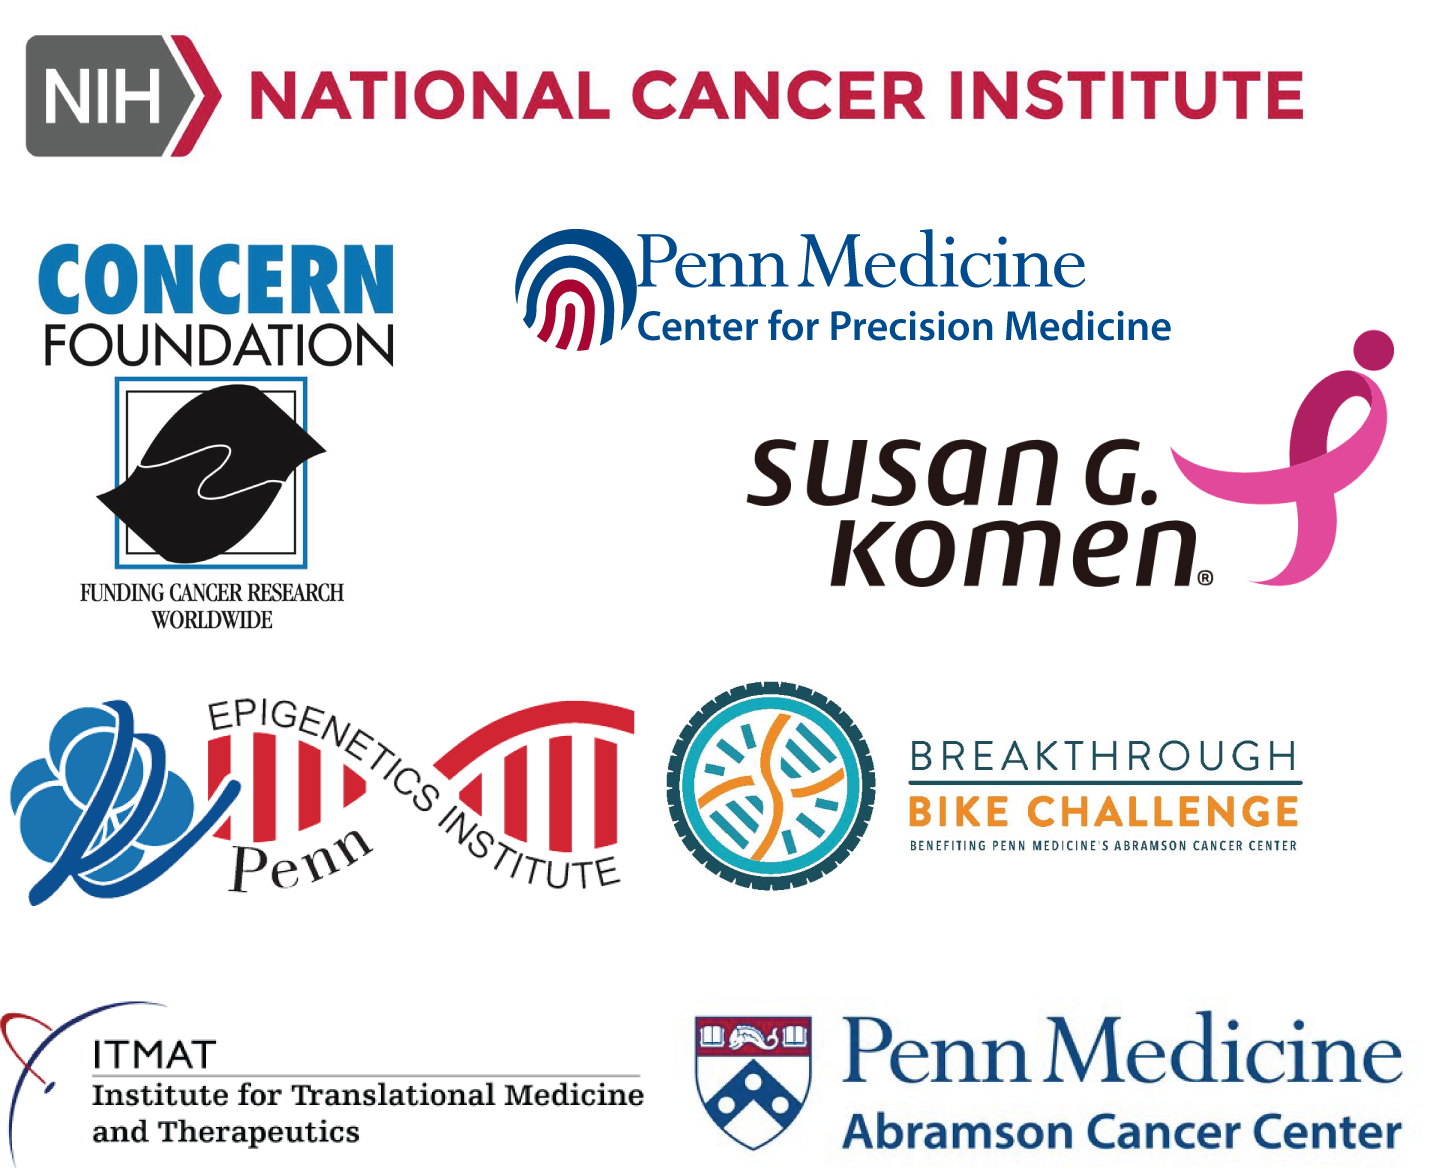 NIH NATIONAL CANCER INSTITUTE
CONCERN
FOUNDATION
FUNDING CANCER RESEARCH
WORLDWIDE
Penn Medicine
Center for Precision Medicine
susan G.
komen®
EPIGENETICS INSTITUTE
Penn
BREAKTHROUGH
BIKE CHALLENGE
BENEFITING PENN MEDICINE'S ABRAMSON CANCER CENTER
ITMAT
Institute for Translational Medicine
and Therapeutics
Penn Medicine
Abramson Cancer Center